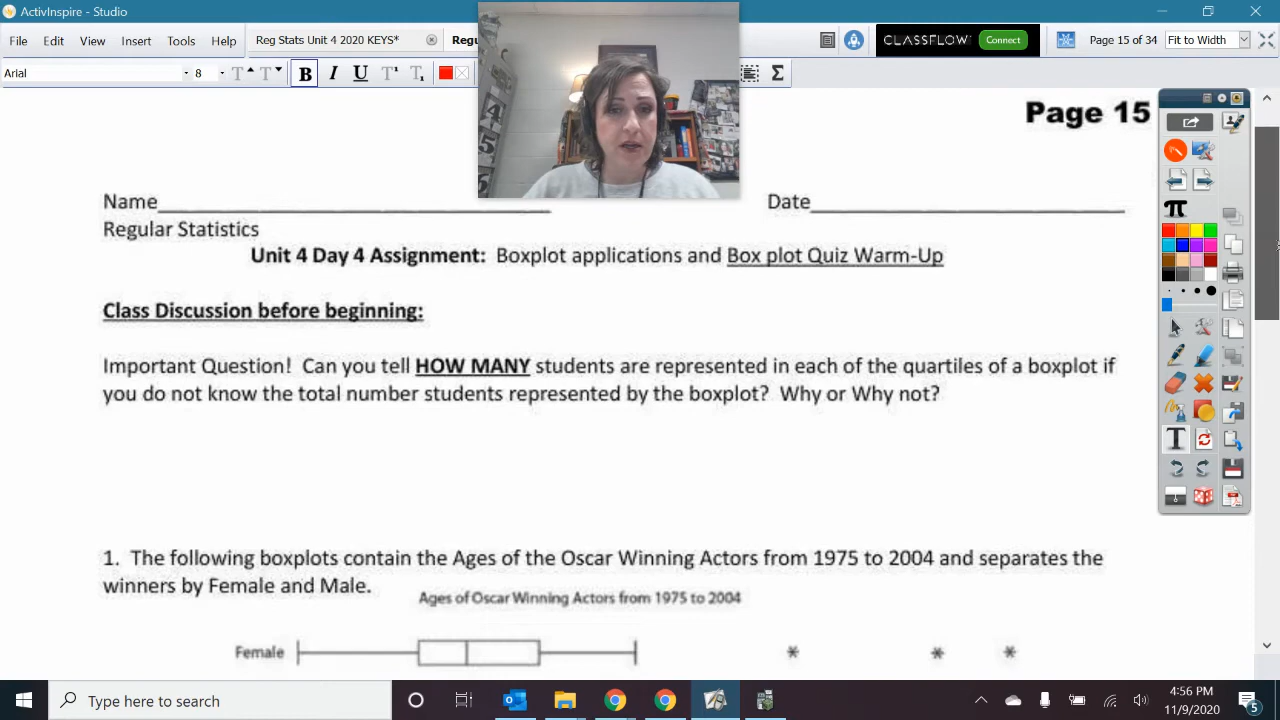 ActivInspire - Studio
File Edit View Insert Tools Help Reg Stats Unit 4 2020 KEYS* Regu CLASSFLOW Connect Page 15 of 34 Fit to Width
Arial 8 T T B I U T¹ T₁ Σ
Page 15
Name Date
Regular Statistics
Unit 4 Day 4 Assignment: Boxplot applications and Box plot Quiz Warm-Up
Class Discussion before beginning:
Important Question! Can you tell HOW MANY students are represented in each of the quartiles of a boxplot if
you do not know the total number students represented by the boxplot? Why or Why not?
1. The following boxplots contain the Ages of the Oscar Winning Actors from 1975 to 2004 and separates the
winners by Female and Male.
Ages of Oscar Winning Actors from 1975 to 2004
Female
Type here to search
4:56 PM
11/9/2020
5